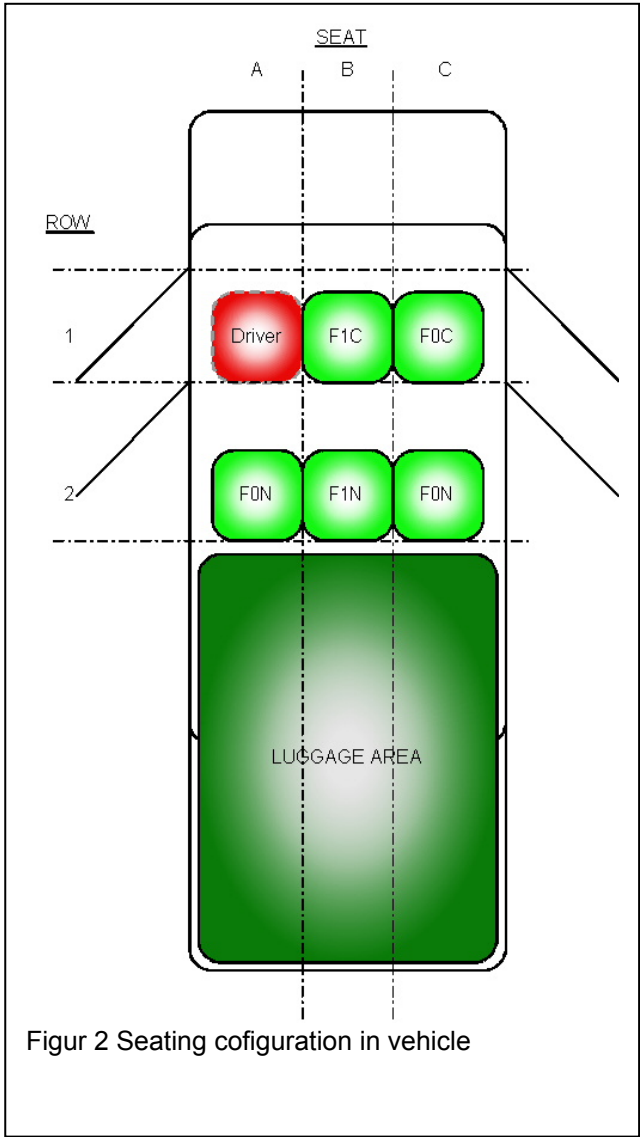 SEAT
A B C
ROW
1 Driver F1C F0C
2 F0N F1N F0N
LUGGAGE AREA
Figur 2 Seating cofiguration in vehicle